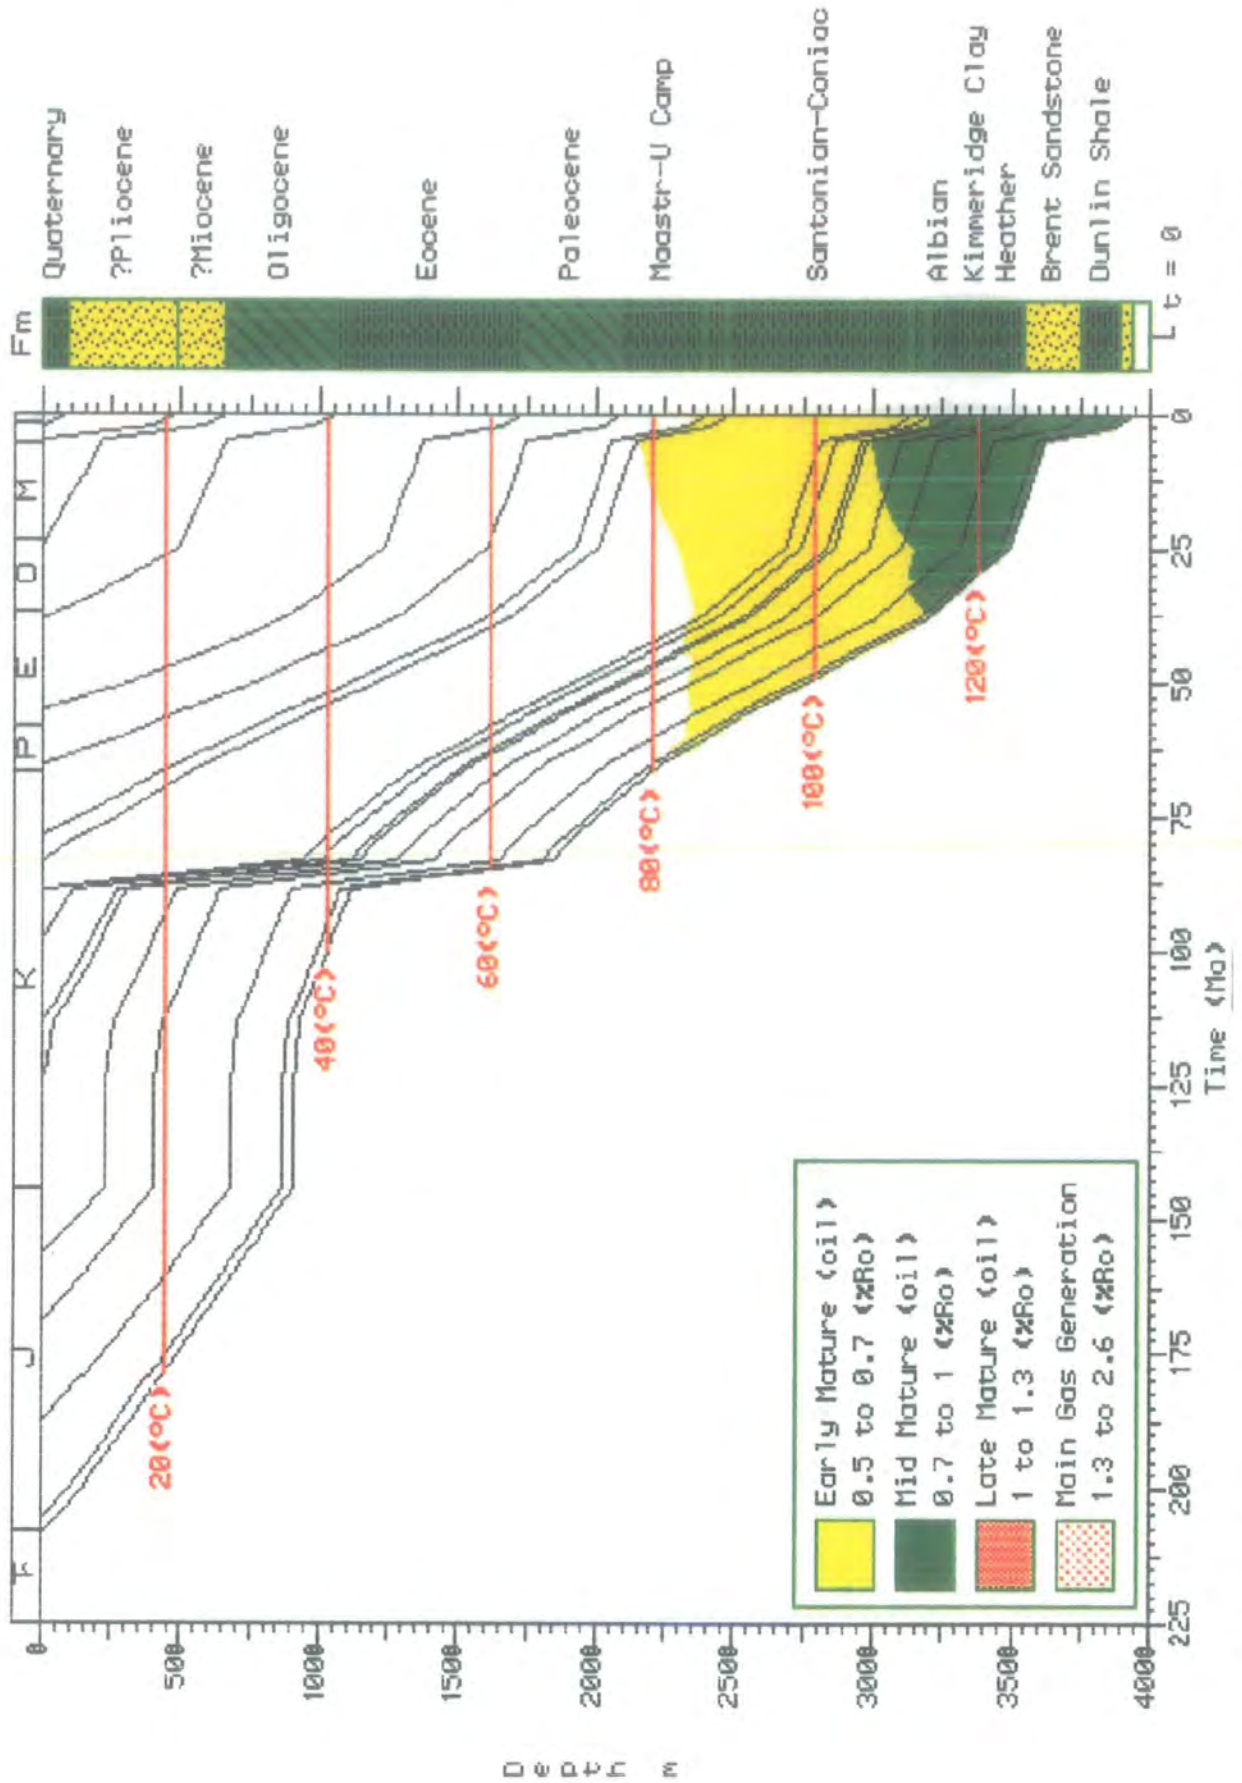 T J K P E O M
Fm
0
500
1000
1500
2000
2500
3000
3500
4000
Depth m
225 200 175 150 125 100 75 50 25 0
Time (Ma)
20(°C)
40(°C)
60(°C)
80(°C)
100(°C)
120(°C)
Quaternary
?Pliocene
?Miocene
Oligocene
Eocene
Paleocene
Maastr-U Camp
Santonian-Coniac
Albian
Kimmeridge Clay
Heather
Brent Sandstone
Dunlin Shale
t = 0
Early Mature (oil)
0.5 to 0.7 (%Ro)
Mid Mature (oil)
0.7 to 1 (%Ro)
Late Mature (oil)
1 to 1.3 (%Ro)
Main Gas Generation
1.3 to 2.6 (%Ro)